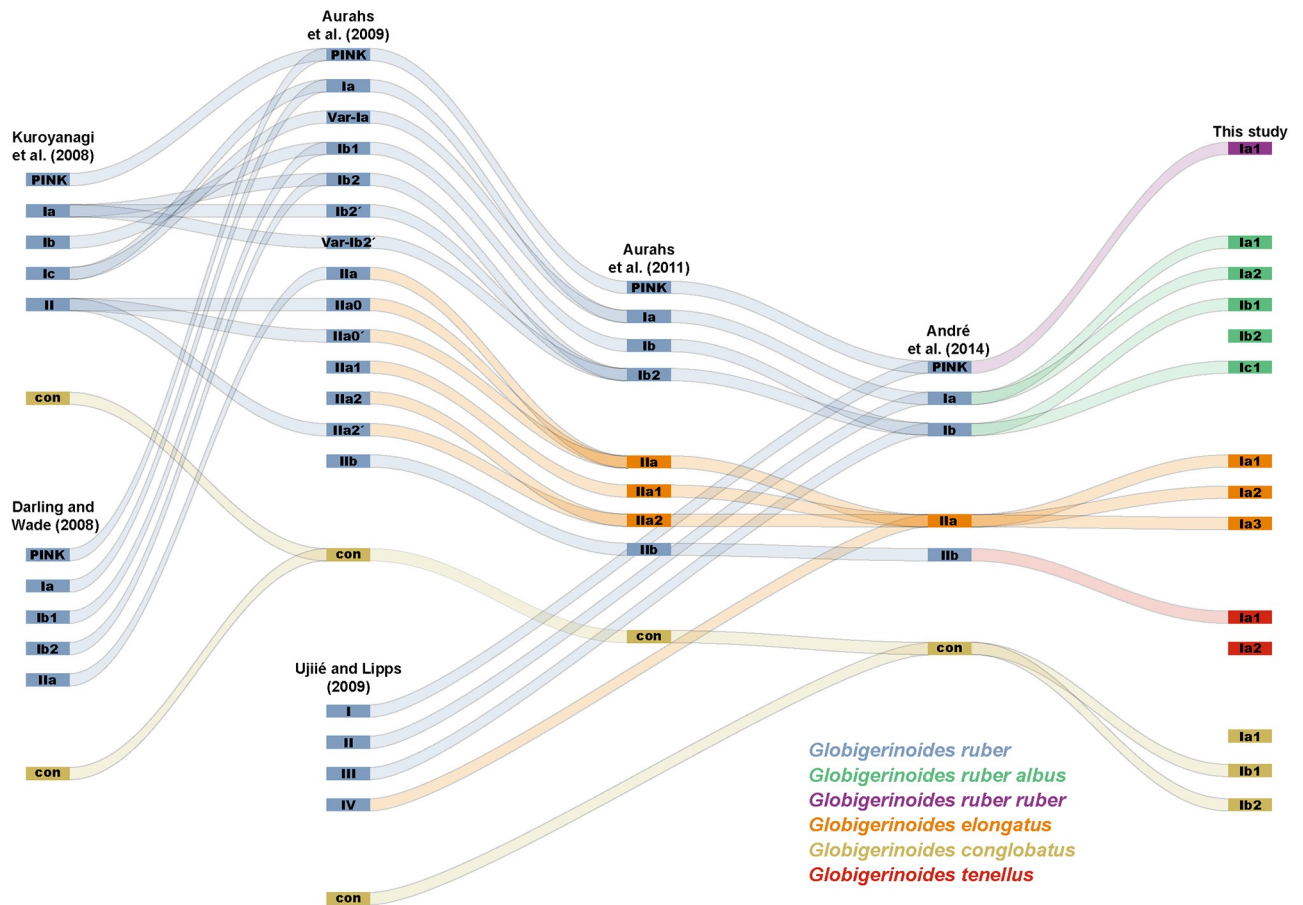 Kuroyanagi
et al. (2008)
PINK
Ia
Ib
Ic
II
con
Darling and
Wade (2008)
PINK
Ia
Ib1
Ib2
IIa
con
Aurahs
et al. (2009)
PINK
Ia
Var-Ia
Ib1
Ib2
Ib2´
Var-Ib2´
IIa
IIa0
IIa0´
IIa1
IIa2
IIa2´
IIb
con
Ujiié and Lipps
(2009)
I
II
III
IV
con
Aurahs
et al. (2011)
PINK
Ia
Ib
Ib2
IIa
IIa1
IIa2
IIb
con
André
et al. (2014)
PINK
Ia
Ib
IIa
IIb
con
This study
Ia1
Ia1
Ia2
Ib1
Ib2
Ic1
Ia1
Ia2
Ia3
Ia1
Ia2
Ia1
Ib1
Ib2
Globigerinoides ruber
Globigerinoides ruber albus
Globigerinoides ruber ruber
Globigerinoides elongatus
Globigerinoides conglobatus
Globigerinoides tenellus